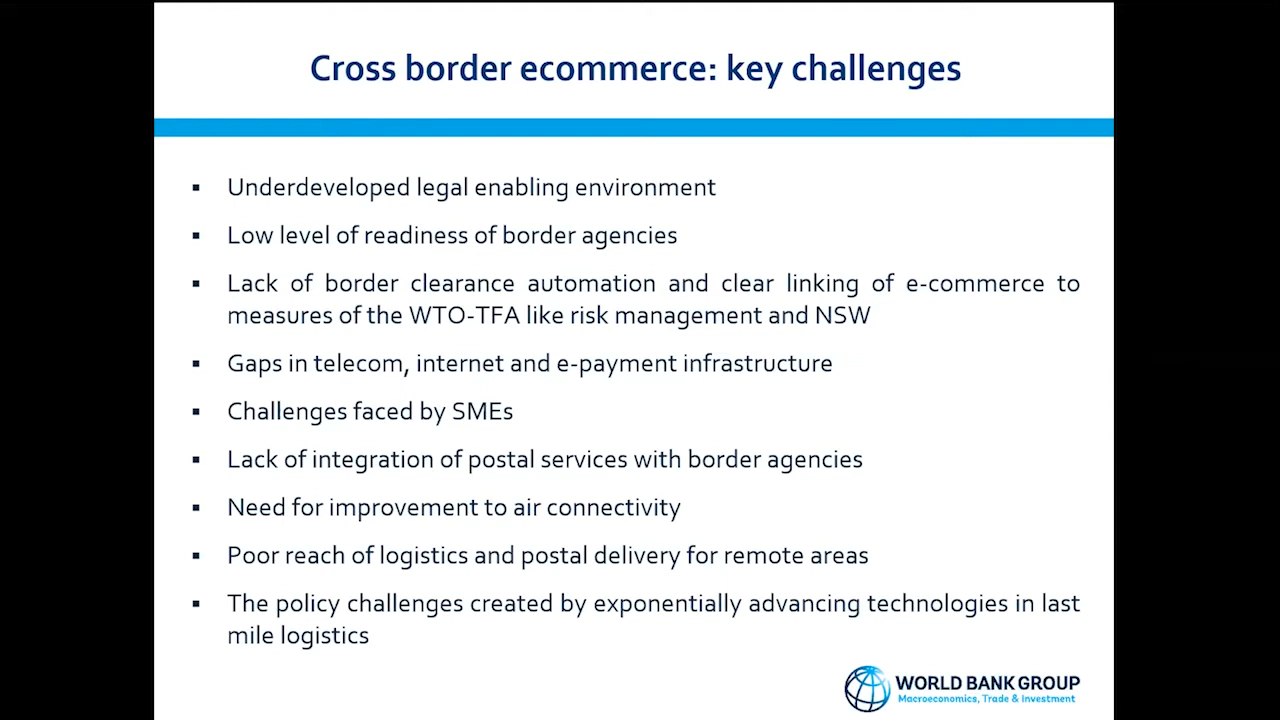 Cross border ecommerce: key challenges
▪ Underdeveloped legal enabling environment
▪ Low level of readiness of border agencies
▪ Lack of border clearance automation and clear linking of e-commerce to
measures of the WTO-TFA like risk management and NSW
▪ Gaps in telecom, internet and e-payment infrastructure
▪ Challenges faced by SMEs
▪ Lack of integration of postal services with border agencies
▪ Need for improvement to air connectivity
▪ Poor reach of logistics and postal delivery for remote areas
▪ The policy challenges created by exponentially advancing technologies in last
mile logistics
WORLD BANK GROUP
Macroeconomics, Trade & Investment